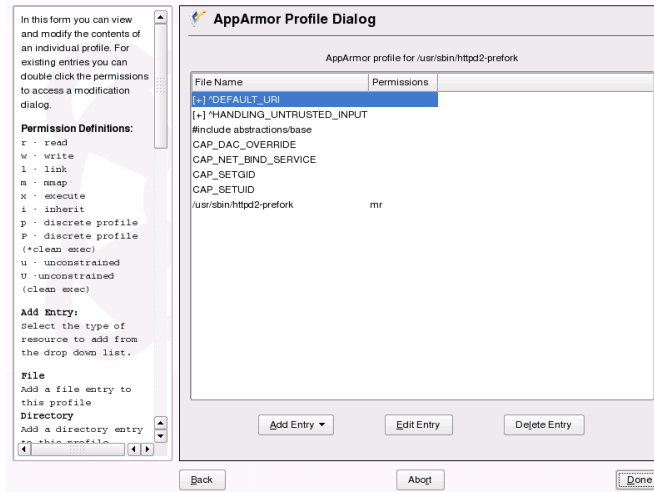 In this form you can view
and modify the contents of
an individual profile. For
existing entries you can
double click the permissions
to access a modification
dialog.
Permission Definitions:
r - read
w - write
l - link
m - mmap
x - execute
i - inherit
p - discrete profile
P - discrete profile
(*clean exec)
u - unconstrained
U -unconstrained
(clean exec)
Add Entry:
Select the type of
resource to add from
the drop down list.
File
Add a file entry to
this profile
Directory
Add a directory entry
to this profile
AppArmor Profile Dialog
AppArmor profile for /usr/sbin/httpd2-prefork
File Name Permissions
[+] ^DEFAULT_URI
[+] ^HANDLING_UNTRUSTED_INPUT
#include abstractions/base
CAP_DAC_OVERRIDE
CAP_NET_BIND_SERVICE
CAP_SETGID
CAP_SETUID
/usr/sbin/httpd2-prefork mr
Add Entry Edit Entry Delete Entry
Back Abort Done